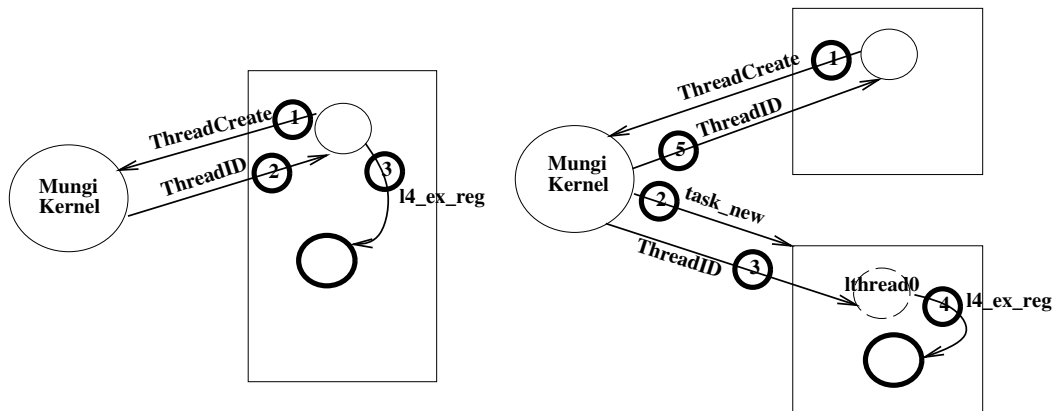 ThreadCreate
1
ThreadID
2
3
Mungi
Kernel
l4_ex_reg
ThreadCreate
1
ThreadID
5
Mungi
Kernel
2
task_new
ThreadID
3
lthread0
4
l4_ex_reg